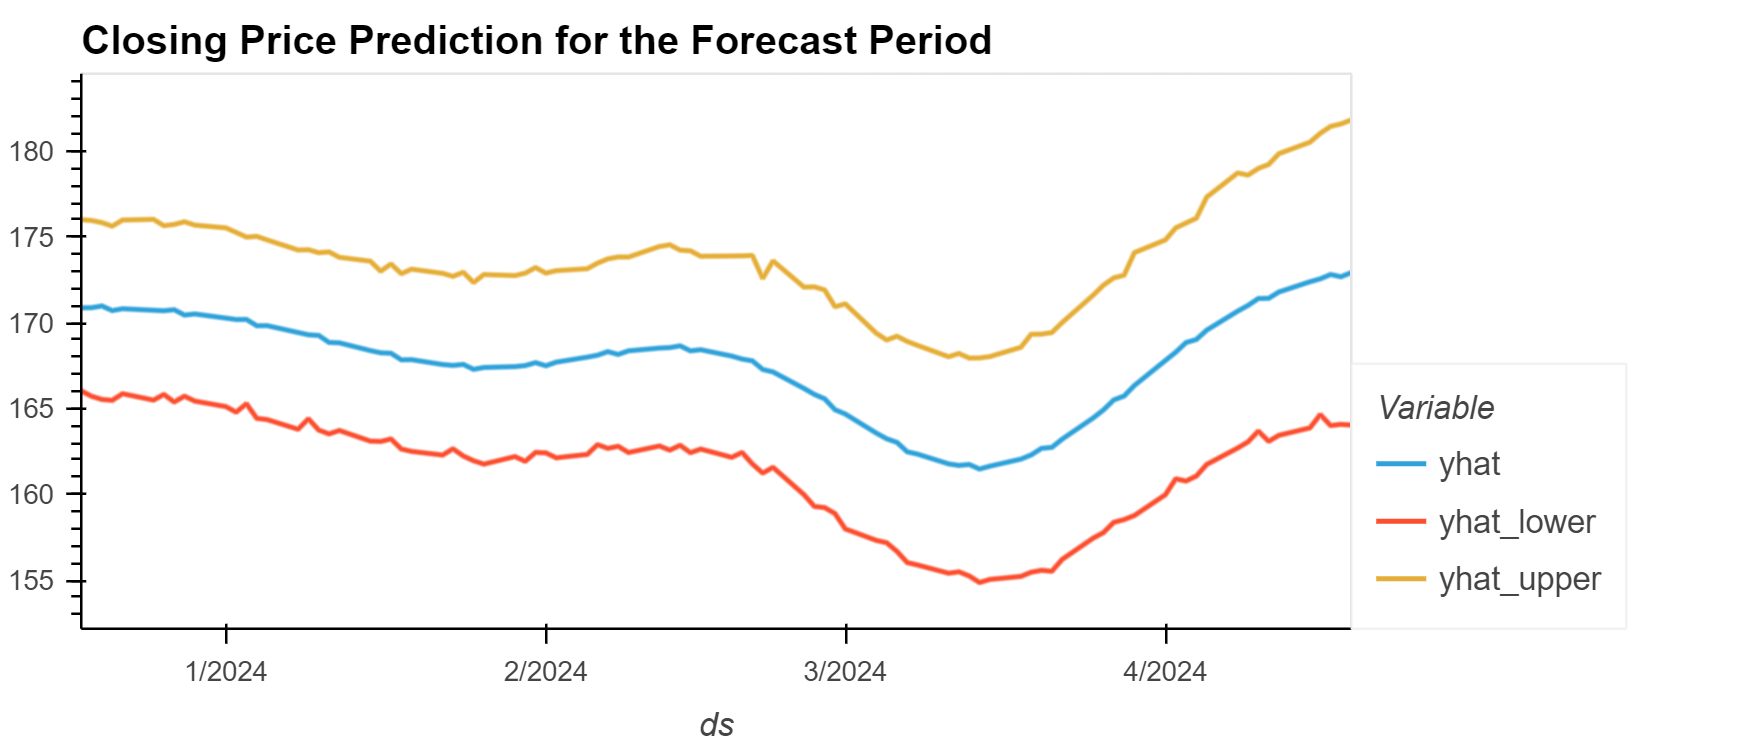 Closing Price Prediction for the Forecast Period
180
175
170
165
160
155
1/2024
2/2024
3/2024
4/2024
ds
Variable
yhat
yhat_lower
yhat_upper